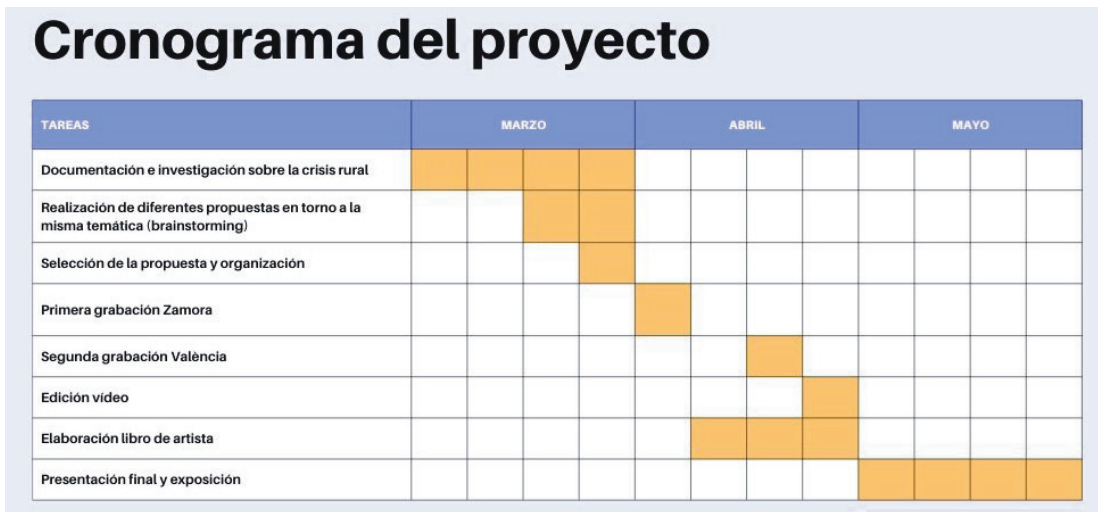 Cronograma del proyecto
TAREAS
MARZO
ABRIL
MAYO
Documentación e investigación sobre la crisis rural
Realización de diferentes propuestas en torno a la
misma temática (brainstorming)
Selección de la propuesta y organización
Primera grabación Zamora
Segunda grabación València
Edición vídeo
Elaboración libro de artista
Presentación final y exposición